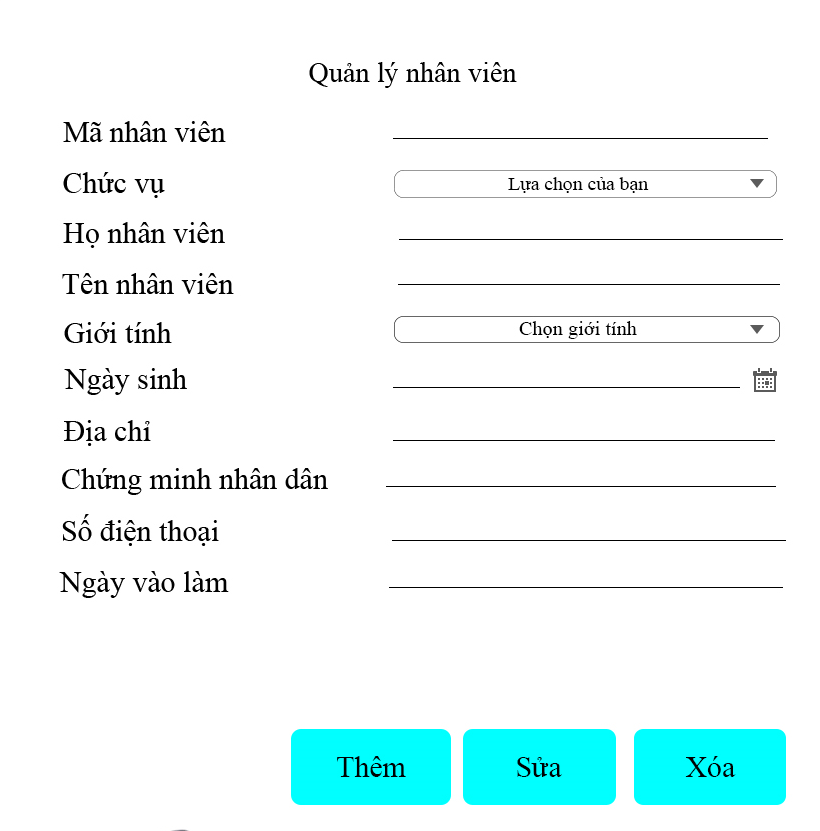 Quản lý nhân viên
Mã nhân viên
Chức vụ Lựa chọn của bạn
Họ nhân viên
Tên nhân viên
Giới tính Chọn giới tính
Ngày sinh
Địa chỉ
Chứng minh nhân dân
Số điện thoại
Ngày vào làm
Thêm Sửa Xóa